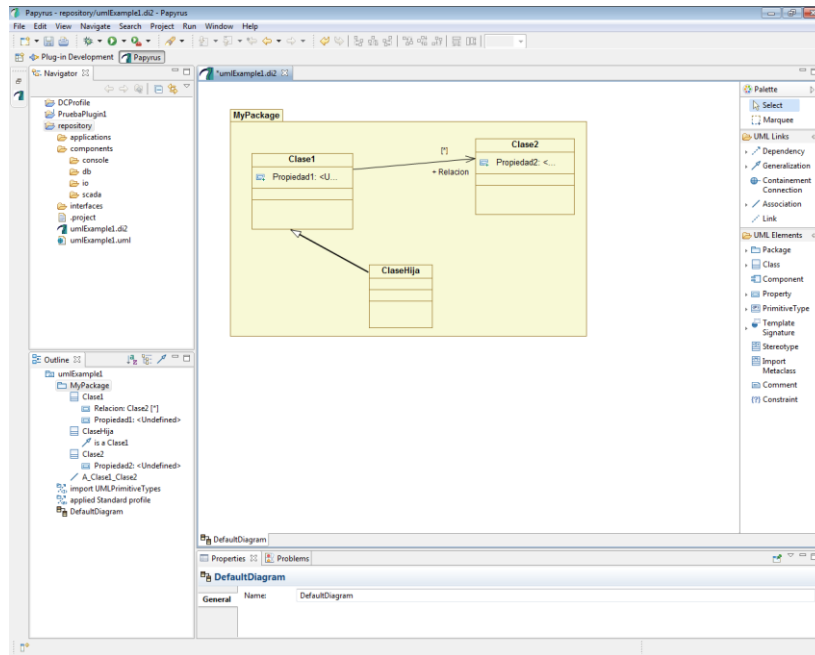 Papyrus - repository/umlExample1.di2 - Papyrus
File Edit View Navigate Search Project Run Window Help
Plug-in Development Papyrus
Navigator
DCProfile
PruebaPlugin1
repository
applications
components
console
db
io
scada
interfaces
.project
umlExample1.di2
umlExample1.uml
Outline
umlExample1
MyPackage
Clase1
Relacion: Clase2 [*]
Propiedad1: <Undefined>
ClaseHija
is a Clase1
Clase2
Propiedad2: <Undefined>
A_Clase1_Clase2
import UMLPrimitiveTypes
applied Standard profile
DefaultDiagram
*umlExample1.di2
MyPackage
Clase1
Propiedad1: <U...
[*]
+ Relacion
Clase2
Propiedad2: <...
ClaseHija
DefaultDiagram
Palette
Select
Marquee
UML Links
Dependency
Generalization
Containement
Connection
Association
Link
UML Elements
Package
Class
Component
Property
PrimitiveType
Template
Signature
Stereotype
Import
Metaclass
Comment
Constraint
Properties Problems
DefaultDiagram
General
Name: DefaultDiagram